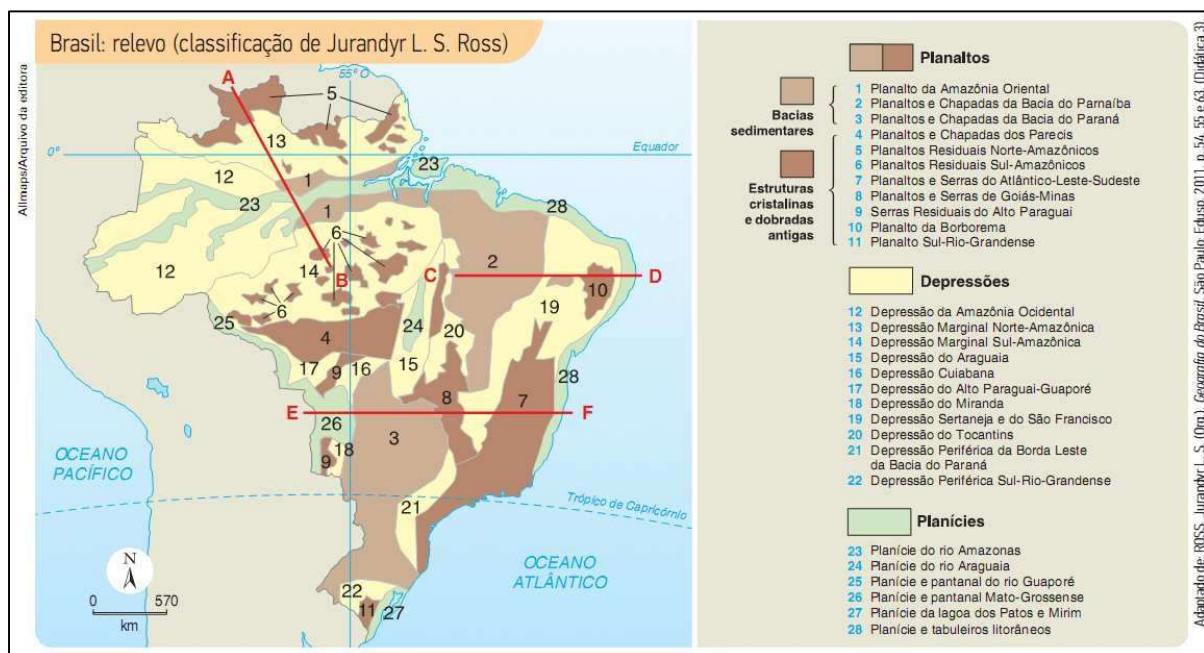 Brasil: relevo (classificação de Jurandyr L. S. Ross)
Allmaps/Arquivo da editora
A
55° O
5
13
0º
Equador
23
12
1
23
28
1
6
12
14
B
C
2
D
10
6
19
25
24
20
4
17
9
16
15
28
E
8
7
F
26
3
18
9
OCEANO
PACÍFICO
21
Trópico de Capricórnio
N
OCEANO
ATLÂNTICO
0 570
km
22
11
27
Planaltos
Bacias
sedimentares
1 Planalto da Amazônia Oriental
2 Planaltos e Chapadas da Bacia do Parnaíba
3 Planaltos e Chapadas da Bacia do Paraná
Estruturas
cristalinas
e dobradas
antigas
4 Planaltos e Chapadas dos Parecis
5 Planaltos Residuais Norte-Amazônicos
6 Planaltos Residuais Sul-Amazônicos
7 Planaltos e Serras do Atlântico-Leste-Sudeste
8 Planaltos e Serras de Goiás-Minas
9 Serras Residuais do Alto Paraguai
10 Planalto da Borborema
11 Planalto Sul-Rio-Grandense
Depressões
12 Depressão da Amazônia Ocidental
13 Depressão Marginal Norte-Amazônica
14 Depressão Marginal Sul-Amazônica
15 Depressão do Araguaia
16 Depressão Cuiabana
17 Depressão do Alto Paraguai-Guaporé
18 Depressão do Miranda
19 Depressão Sertaneja e do São Francisco
20 Depressão do Tocantins
21 Depressão Periférica da Borda Leste
da Bacia do Paraná
22 Depressão Periférica Sul-Rio-Grandense
Planícies
23 Planície do rio Amazonas
24 Planície do rio Araguaia
25 Planície e pantanal do rio Guaporé
26 Planície e pantanal Mato-Grossense
27 Planície da lagoa dos Patos e Mirim
28 Planície e tabuleiros litorâneos
Adaptado de: ROSS, Jurandyr L. S. (Org.). Geografia do Brasil. São Paulo: Edusp, 2011. p. 54, 55 e 63. (Didática 3).